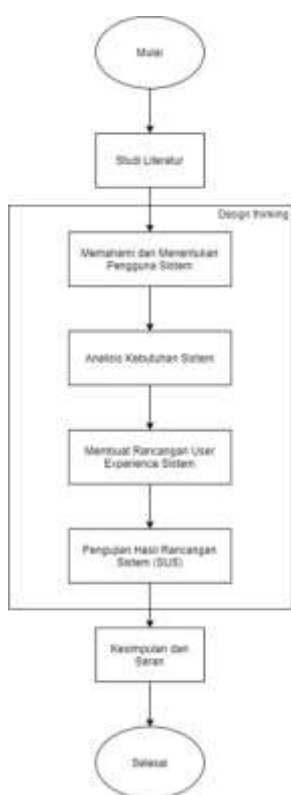 Mulai
Studi Literatur
Design thinking
Memahami dan Menentukan
Pengguna Sistem
Analisis Kebutuhan Sistem
Membuat Rancangan User
Experience Sistem
Pengujian Hasil Rancangan
Sistem (SUS)
Kesimpulan dan
Saran
Selesai